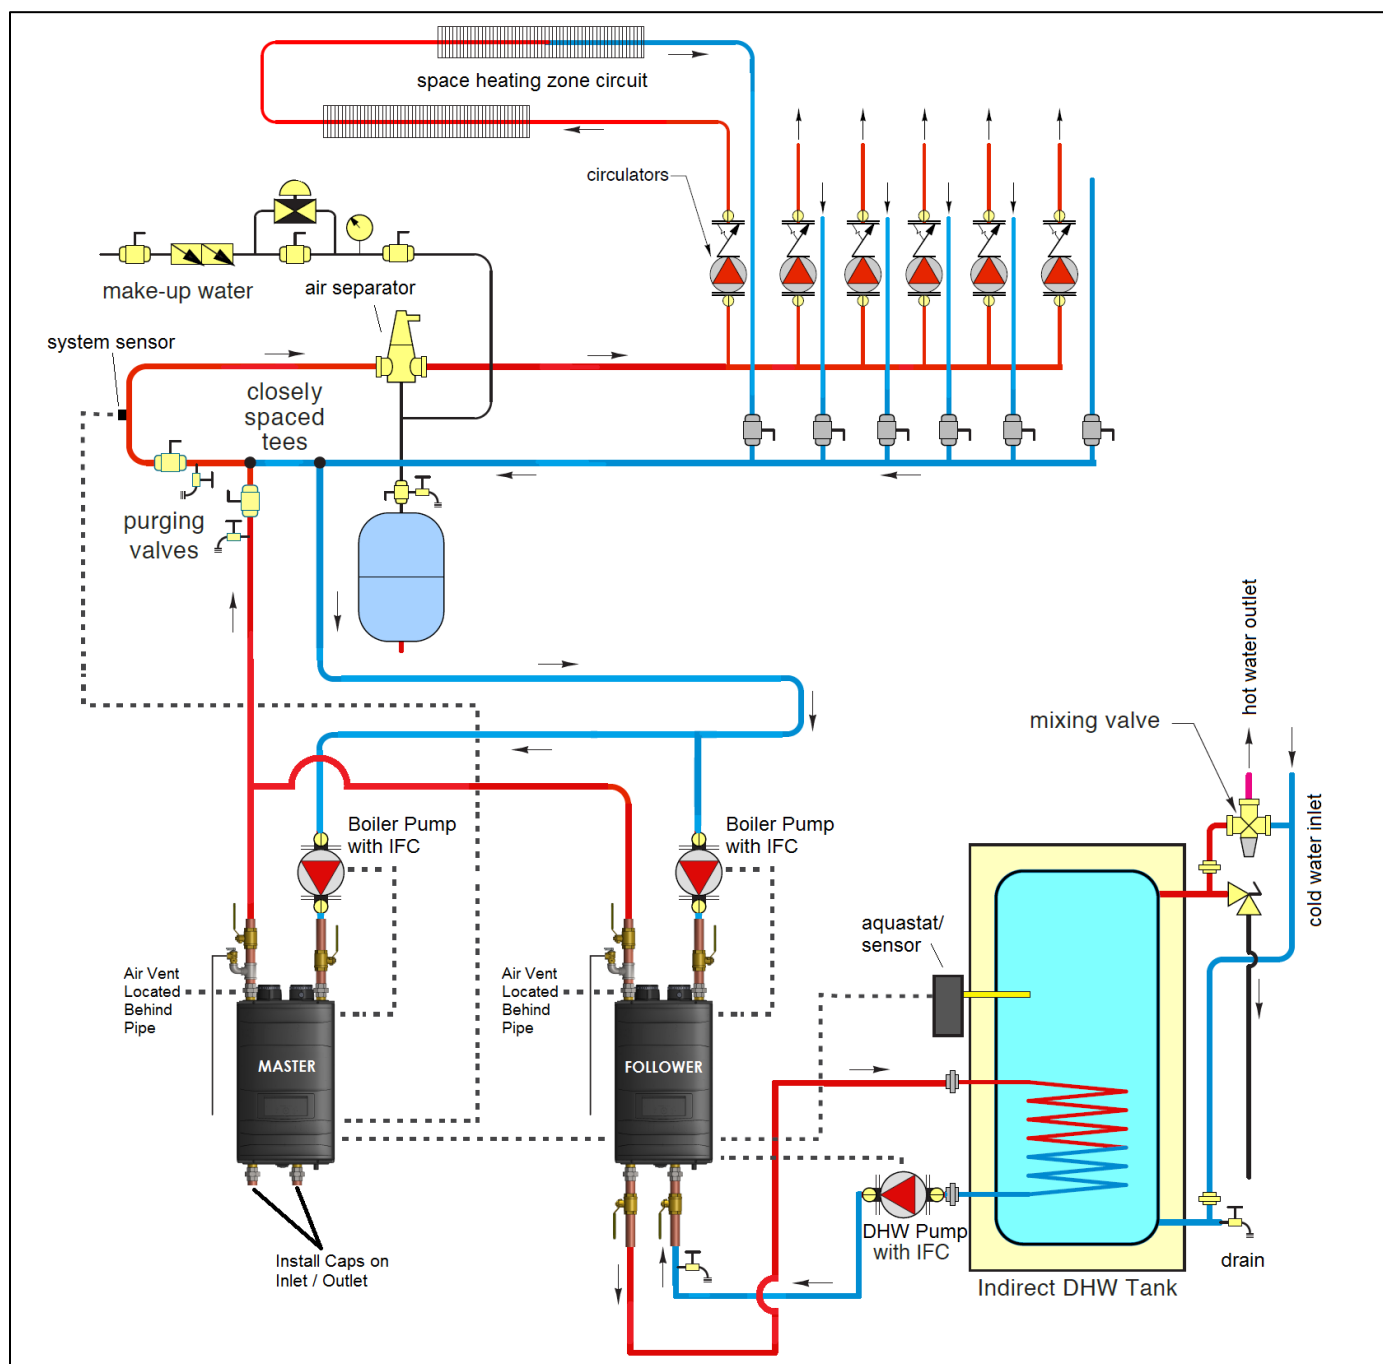 space heating zone circuit
circulators
make-up water
air separator
system sensor
closely
spaced
tees
purging
valves
hot water outlet
mixing valve
cold water inlet
Boiler Pump
with IFC
Boiler Pump
with IFC
aquastat/
sensor
Air Vent
Located
Behind
Pipe
Air Vent
Located
Behind
Pipe
MASTER
FOLLOWER
DHW Pump
with IFC
Install Caps on
Inlet / Outlet
drain
Indirect DHW Tank